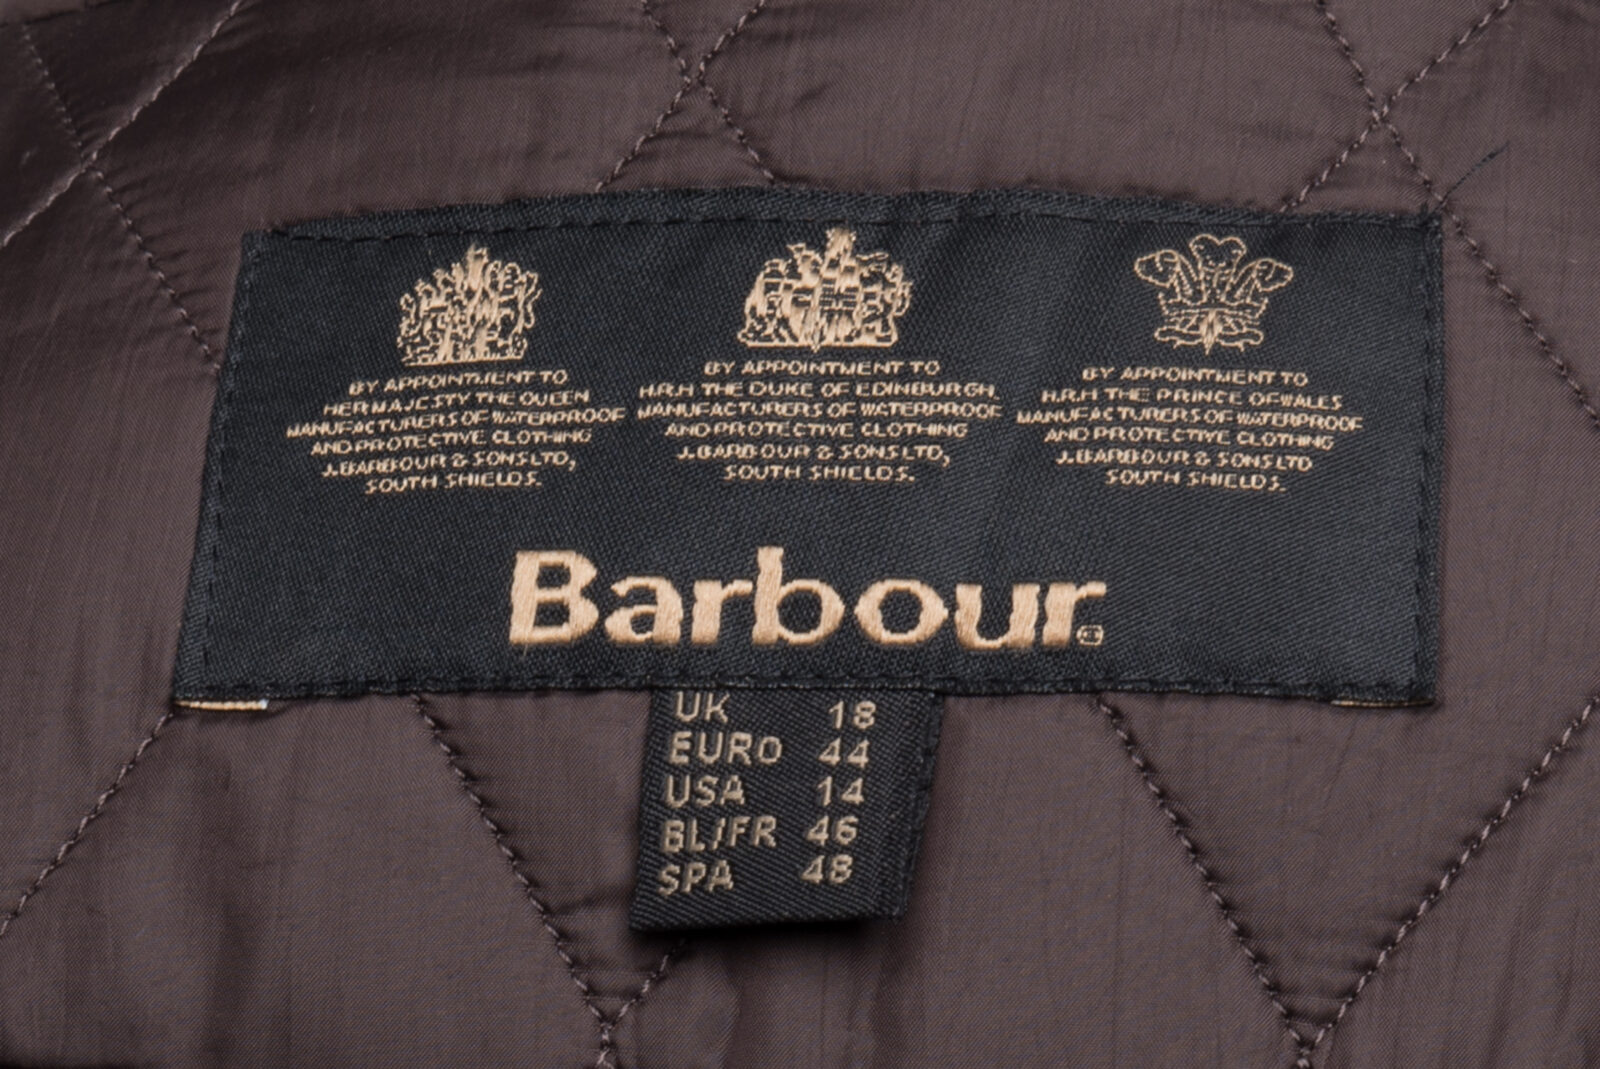 BY APPOINTMENT TO
HER MAJESTY THE QUEEN
MANUFACTURERS OF WATERPROOF
AND PROTECTIVE CLOTHING
J. BARBOUR & SONS LTD,
SOUTH SHIELDS.
BY APPOINTMENT TO
H.R.H THE DUKE OF EDINBURGH
MANUFACTURERS OF WATERPROOF
AND PROTECTIVE CLOTHING
J. BARBOUR & SONS LTD,
SOUTH SHIELDS.
BY APPOINTMENT TO
H.R.H THE PRINCE OF WALES
MANUFACTURERS OF WATERPROOF
AND PROTECTIVE CLOTHING
J. BARBOUR & SONS LTD
SOUTH SHIELDS.
Barbour
UK 18
EURO 44
USA 14
BL/FR 46
SPA 48